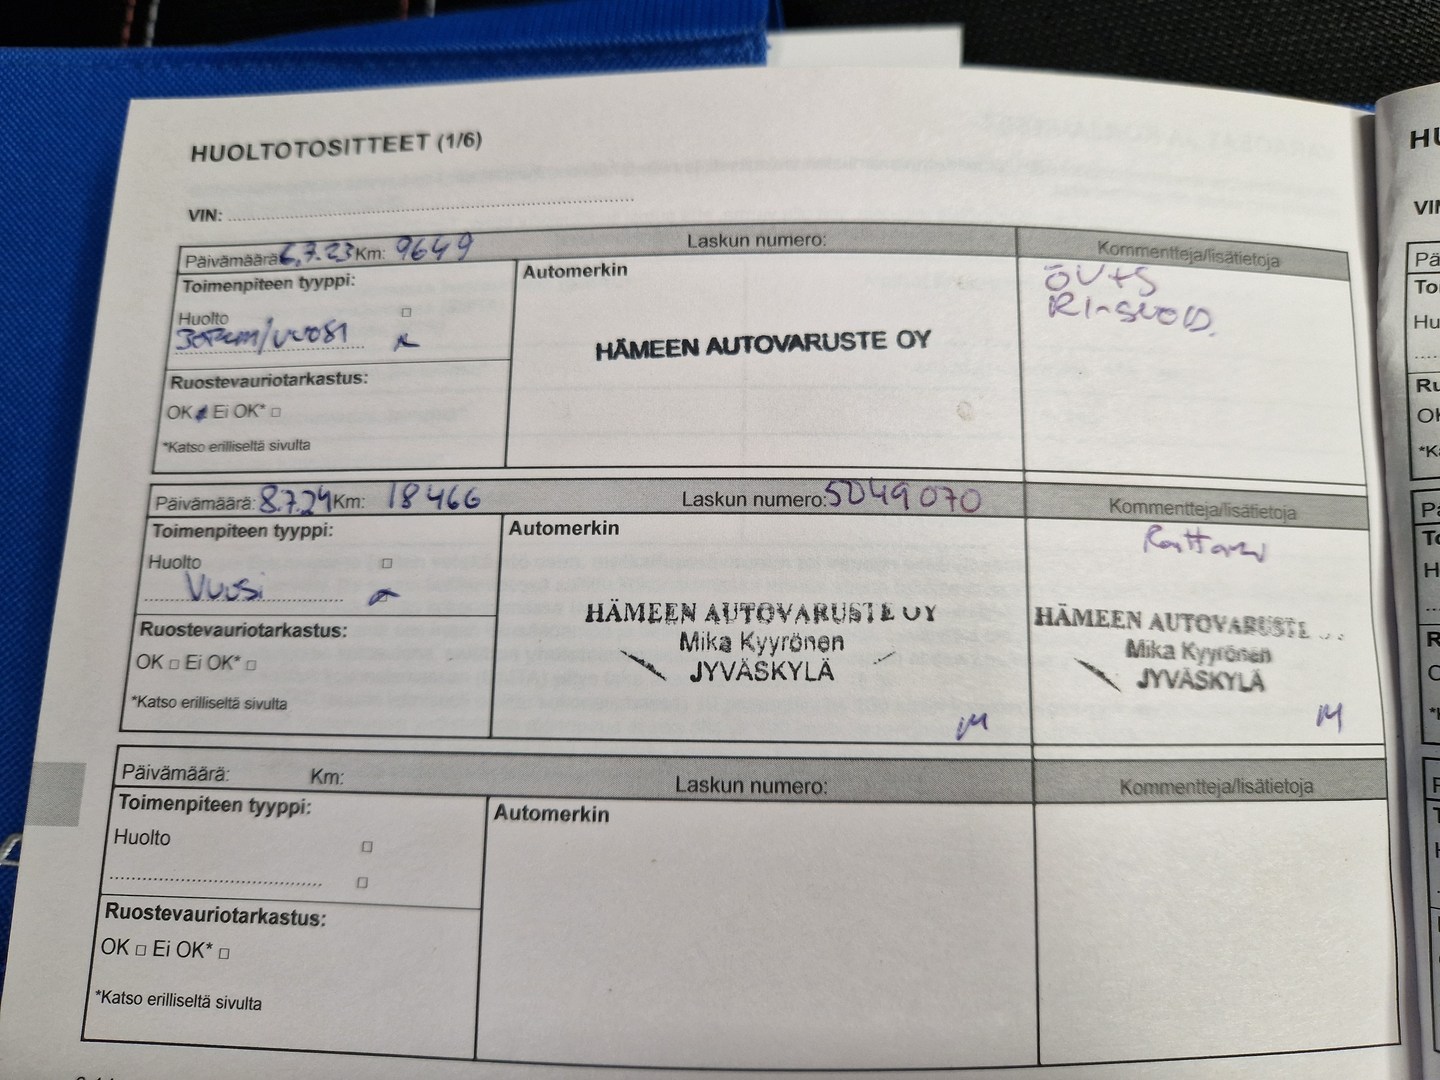 HUOLTOTOSITTEET (1/6)
VIN:
Päivämäärä 6.7.23 Km: 9649 Laskun numero: Kommentteja/lisätietoja
Toimenpiteen tyyppi:
Huolto
Automerkin
HÄMEEN AUTOVARUSTE OY
ÖV+S
Ruostevauriotarkastus:
OK Ei OK*
*Katso erilliseltä sivulta
Päivämäärä: 8.7.24 Km: 18466 Laskun numero: 5049070 Kommentteja/lisätietoja
Toimenpiteen tyyppi:
Huolto
Vuosi
Automerkin
HÄMEEN AUTOVARUSTE OY
Mika Kyyrönen
JYVÄSKYLÄ
M
HÄMEEN AUTOVARUSTE
Mika Kyyrönen
JYVÄSKYLÄ
M
Ruostevauriotarkastus:
OK Ei OK*
*Katso erilliseltä sivulta
Päivämäärä: Km: Laskun numero: Kommentteja/lisätietoja
Toimenpiteen tyyppi:
Huolto
Automerkin
Ruostevauriotarkastus:
OK Ei OK*
*Katso erilliseltä sivulta